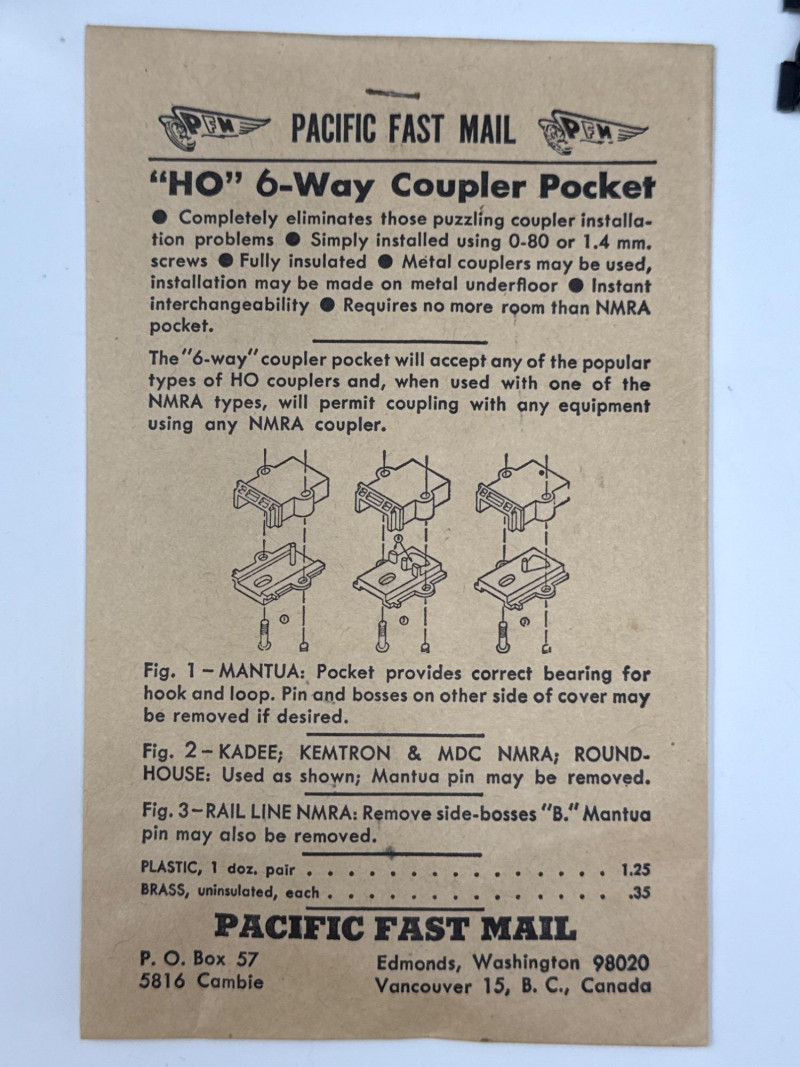 PFM PACIFIC FAST MAIL PFM
"HO" 6-Way Coupler Pocket
● Completely eliminates those puzzling coupler installa-
tion problems ● Simply installed using 0-80 or 1.4 mm.
screws ● Fully insulated ● Metal couplers may be used,
installation may be made on metal underfloor ● Instant
interchangeability ● Requires no more room than NMRA
pocket.
The "6-way" coupler pocket will accept any of the popular
types of HO couplers and, when used with one of the
NMRA types, will permit coupling with any equipment
using any NMRA coupler.
Fig. 1 – MANTUA: Pocket provides correct bearing for
hook and loop. Pin and bosses on other side of cover may
be removed if desired.
Fig. 2 – KADEE; KEMTRON & MDC NMRA; ROUND-
HOUSE: Used as shown; Mantua pin may be removed.
Fig. 3 – RAIL LINE NMRA: Remove side-bosses "B." Mantua
pin may also be removed.
PLASTIC, 1 doz. pair . . . . . . . . . . . . . . 1.25
BRASS, uninsulated, each . . . . . . . . . . . . . .35
PACIFIC FAST MAIL
P. O. Box 57 Edmonds, Washington 98020
5816 Cambie Vancouver 15, B. C., Canada